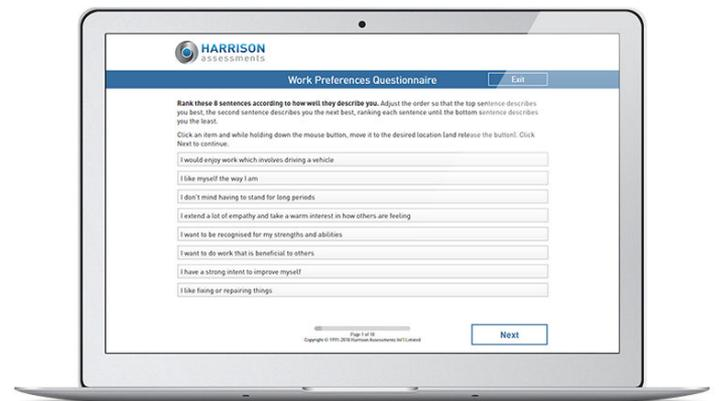 HARRISON
assessments
Work Preferences Questionnaire
Exit
Rank these 8 sentences according to how well they describe you. Adjust the order so that the top sentence describes
you best, the second sentence describes you the next best, ranking each sentence until the bottom sentence describes
you the least.
Click an item and while holding down the mouse button, move it to the desired location (and release the button). Click
Next to continue.
I would enjoy work which involves driving a vehicle
I like myself the way I am
I don't mind having to stand for long periods
I extend a lot of empathy and take a warm interest in how others are feeling
I want to be recognised for my strengths and abilities
I want to do work that is beneficial to others
I have a strong intent to improve myself
I like fixing or repairing things
Page 1 of 18
Copyright © 1991-2018 Harrison Assessments Int'l Limited
Next